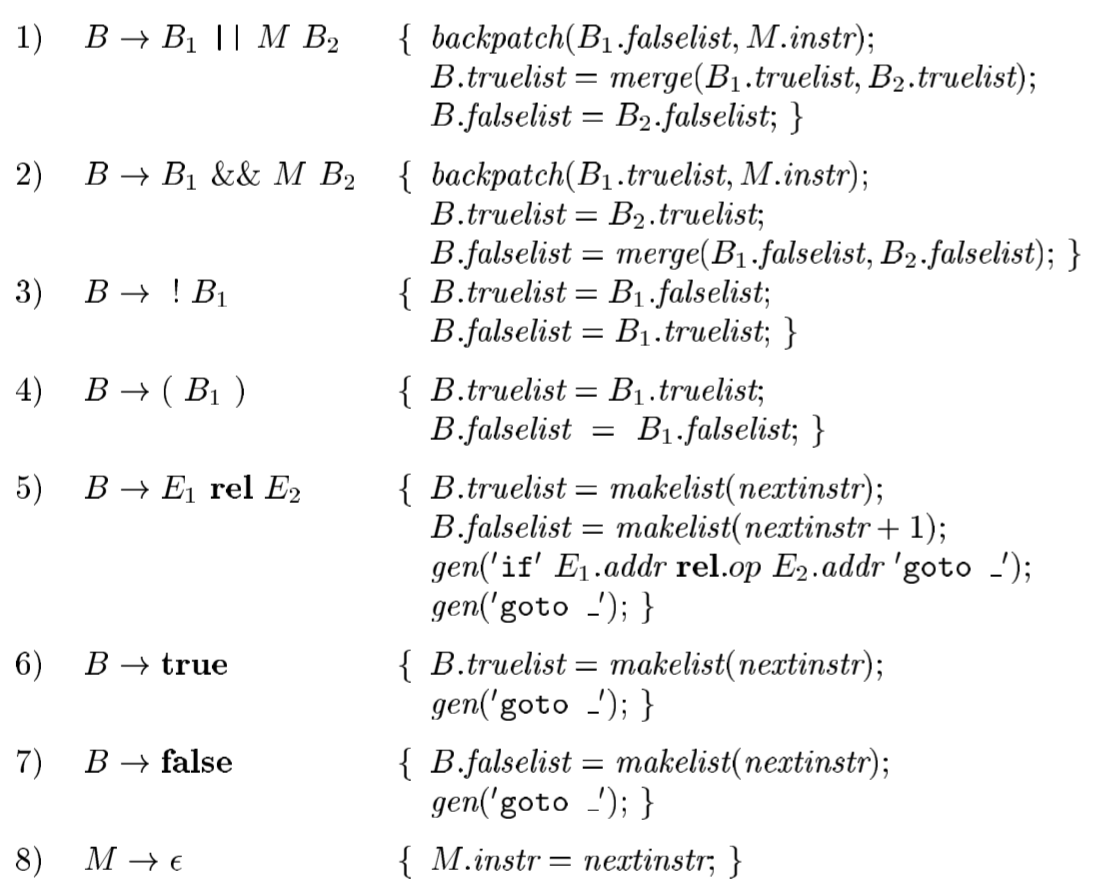 1) B → B₁ || M B₂ { backpatch(B₁.falselist, M.instr);
B.truelist = merge(B₁.truelist, B₂.truelist);
B.falselist = B₂.falselist; }
2) B → B₁ && M B₂ { backpatch(B₁.truelist, M.instr);
B.truelist = B₂.truelist;
B.falselist = merge(B₁.falselist, B₂.falselist); }
3) B → ! B₁ { B.truelist = B₁.falselist;
B.falselist = B₁.truelist; }
4) B → ( B₁ ) { B.truelist = B₁.truelist;
B.falselist = B₁.falselist; }
5) B → E₁ rel E₂ { B.truelist = makelist(nextinstr);
B.falselist = makelist(nextinstr + 1);
gen('if' E₁.addr rel.op E₂.addr 'goto _');
gen('goto _'); }
6) B → true { B.truelist = makelist(nextinstr);
gen('goto _'); }
7) B → false { B.falselist = makelist(nextinstr);
gen('goto _'); }
8) M → ϵ { M.instr = nextinstr; }